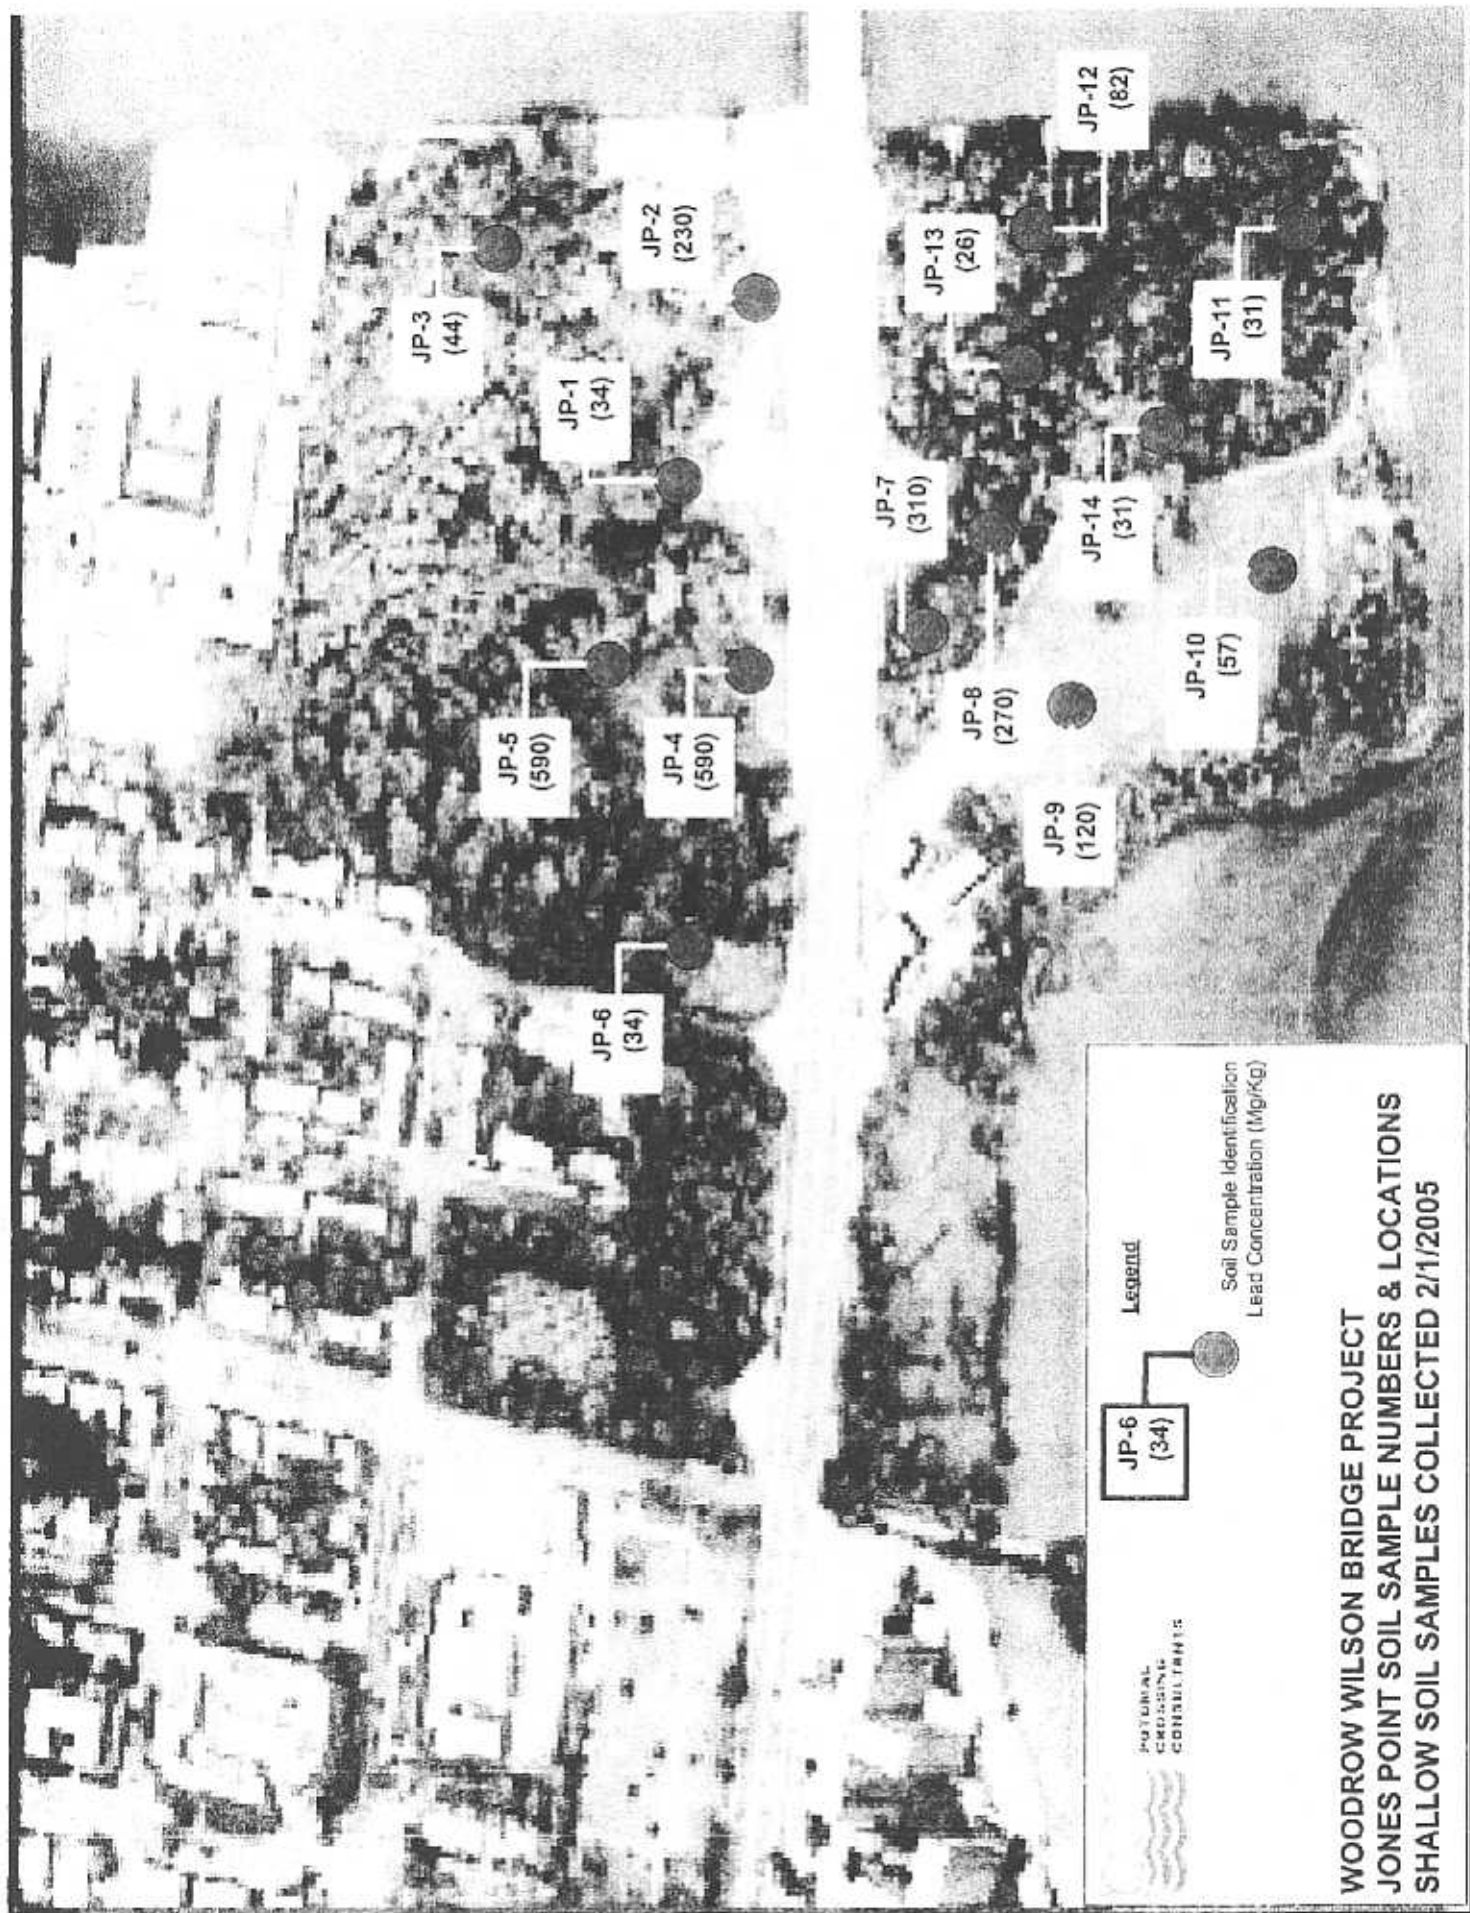 JP-3
(44)
JP-2
(230)
JP-1
(34)
JP-5
(590)
JP-4
(590)
JP-6
(34)
JP-12
(82)
JP-13
(26)
JP-11
(31)
JP-7
(310)
JP-14
(31)
JP-8
(270)
JP-10
(57)
JP-9
(120)
Legend
JP-6
(34)
Soil Sample Identification
Lead Concentration (Mg/Kg)
POTOMAC
CROSSING
CONSULTANTS
WOODROW WILSON BRIDGE PROJECT
JONES POINT SOIL SAMPLE NUMBERS & LOCATIONS
SHALLOW SOIL SAMPLES COLLECTED 2/1/2005